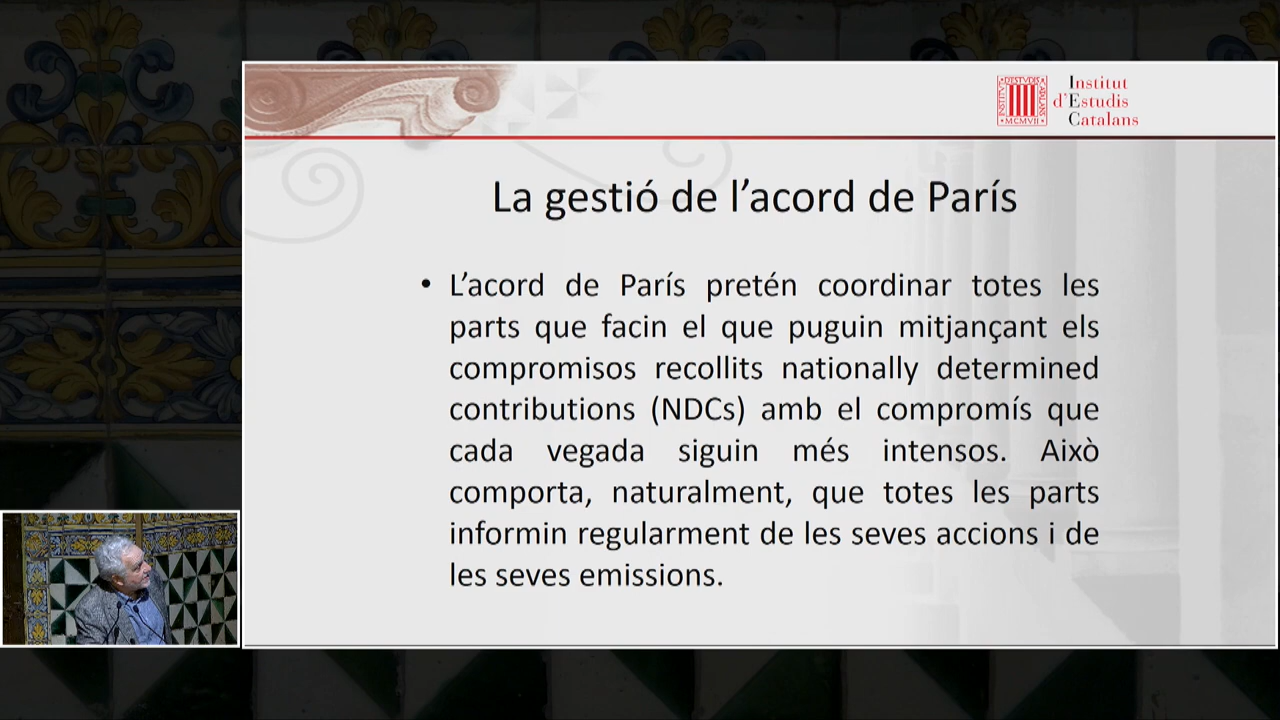 Institut
d'Estudis
Catalans
MCMVII
La gestió de l’acord de París
• L’acord de París pretén coordinar totes les
parts que facin el que puguin mitjançant els
compromisos recollits nationally determined
contributions (NDCs) amb el compromís que
cada vegada siguin més intensos. Això
comporta, naturalment, que totes les parts
informin regularment de les seves accions i de
les seves emissions.